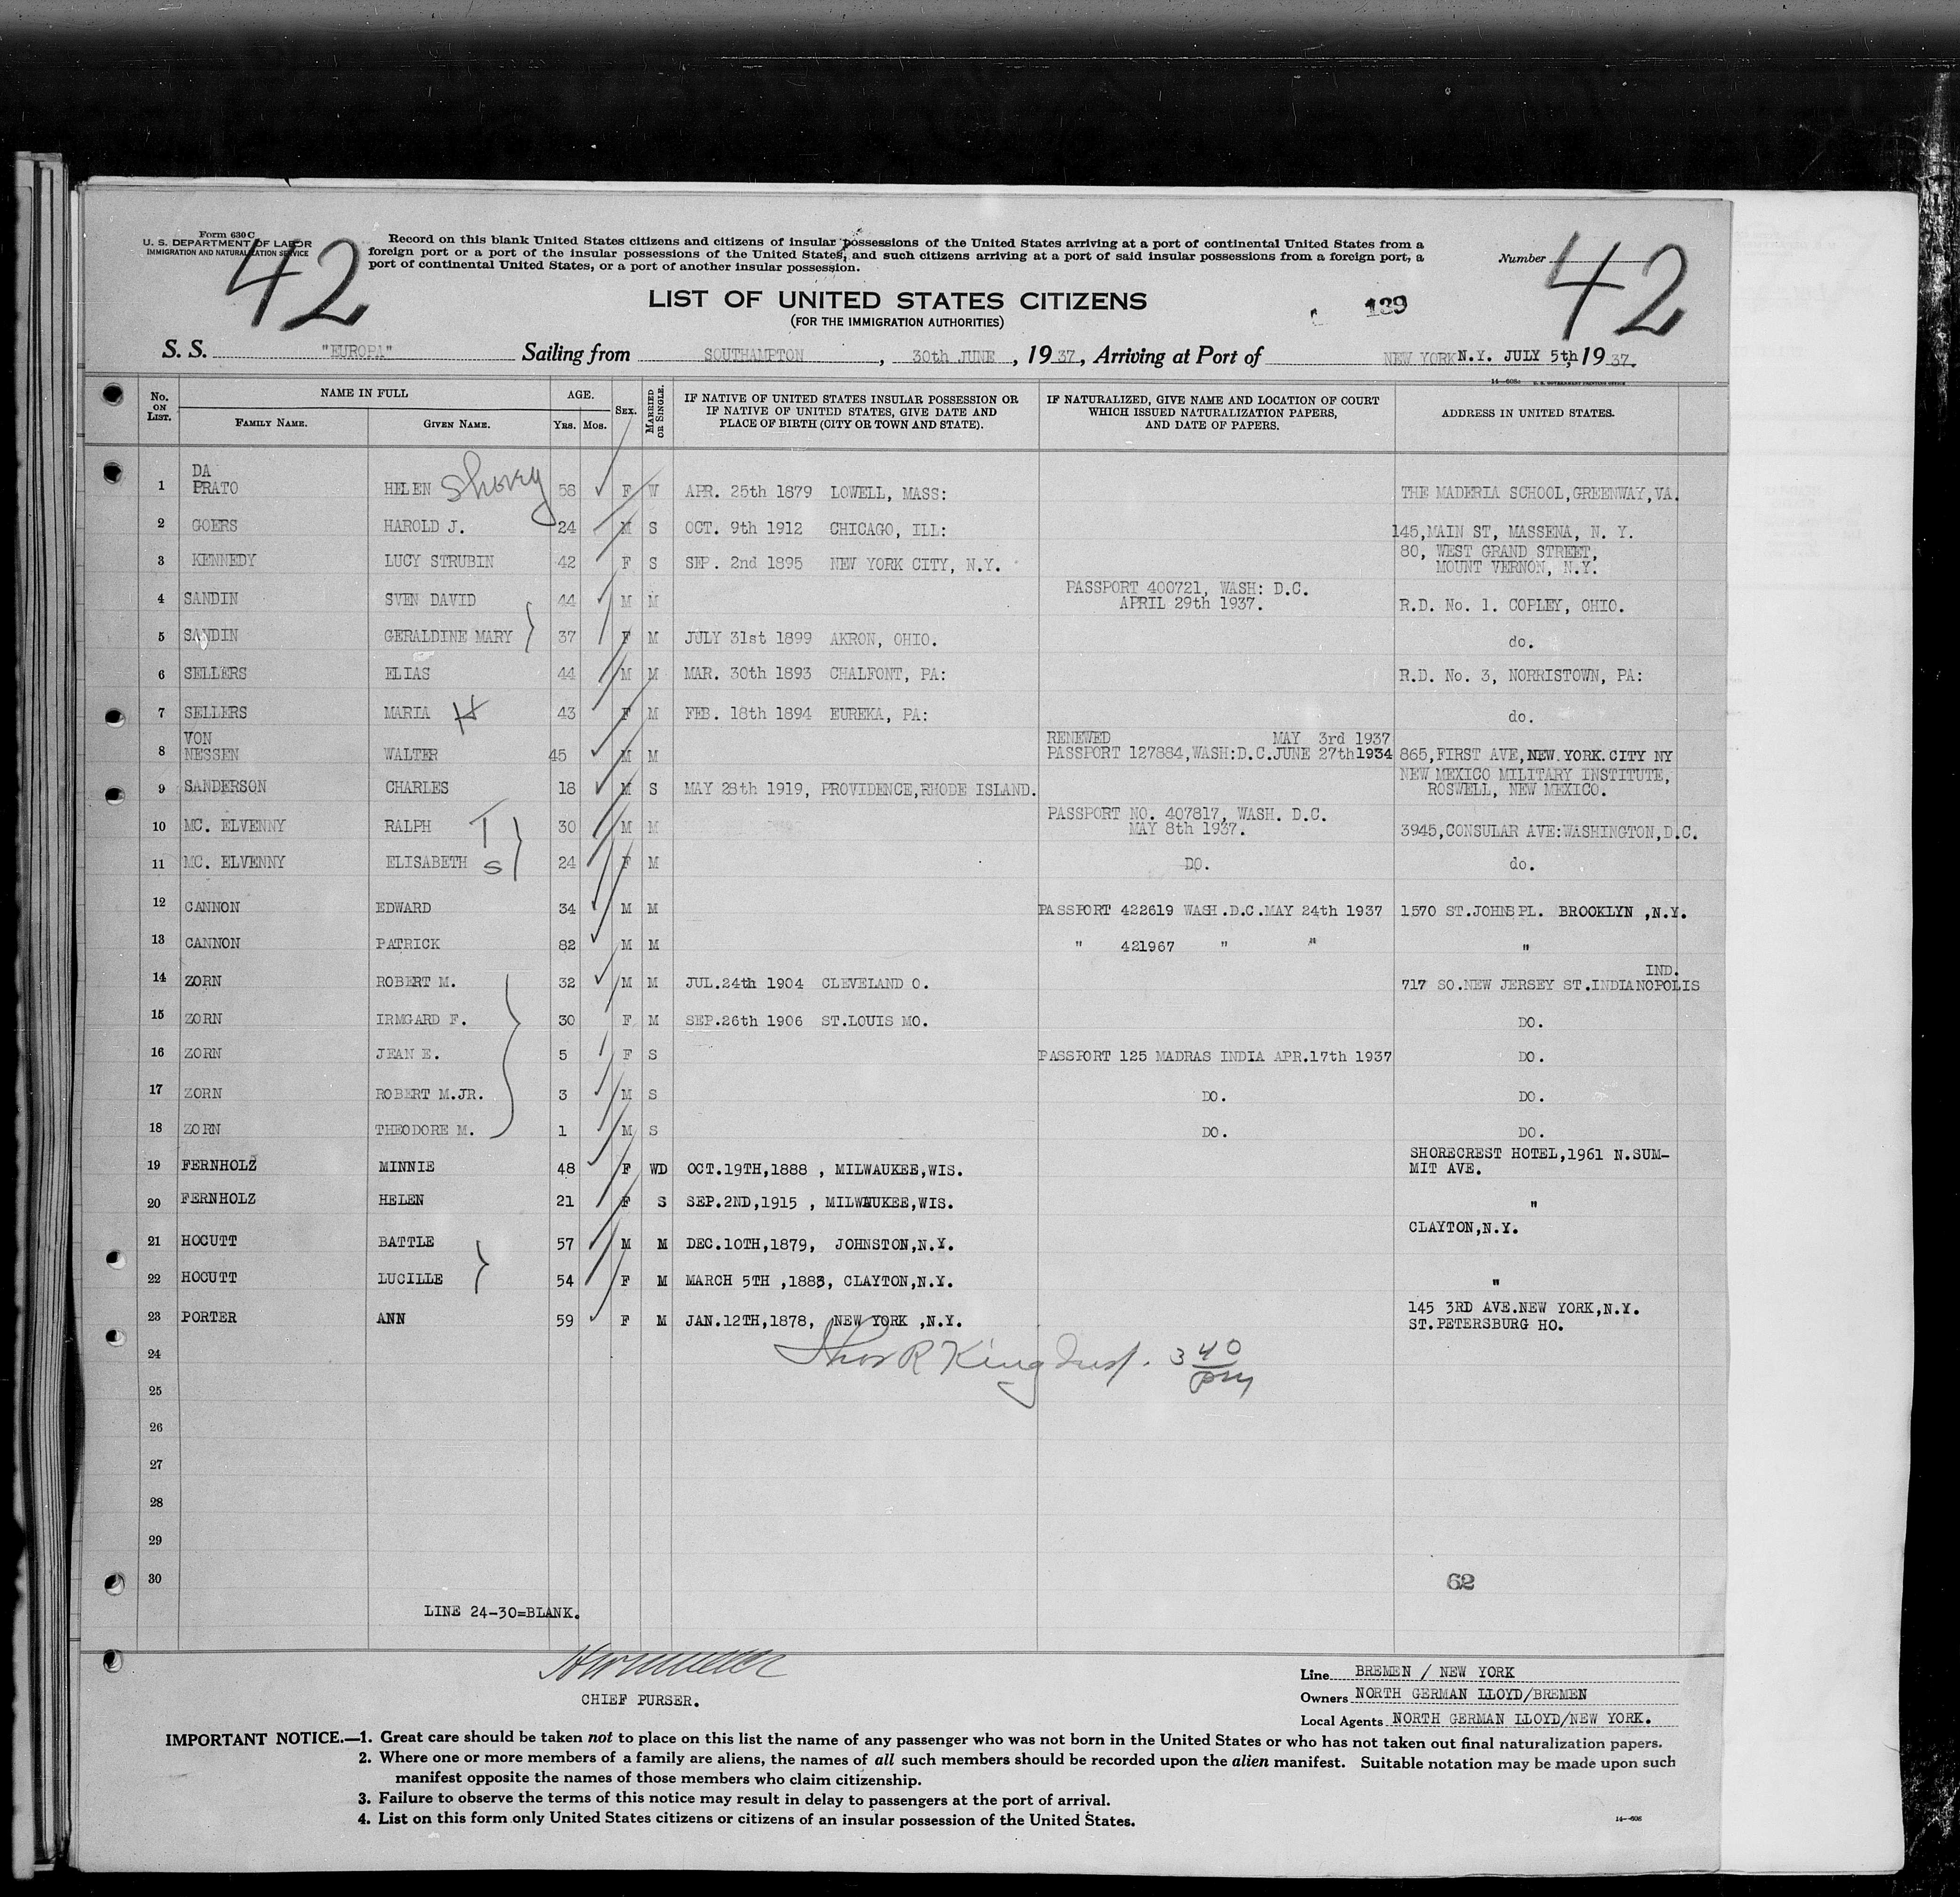 Form 630 C
U. S. DEPARTMENT OF LABOR
IMMIGRATION AND NATURALIZATION SERVICE
42
Record on this blank United States citizens and citizens of insular possessions of the United States arriving at a port of continental United States from a
foreign port or a port of the insular possessions of the United States, and such citizens arriving at a port of said insular possessions from a foreign port, a
port of continental United States, or a port of another insular possession.
Number 42
LIST OF UNITED STATES CITIZENS
(FOR THE IMMIGRATION AUTHORITIES)
139
S. S. "EUROPA" Sailing from SOUTHAMPTON, 30th JUNE, 1937, Arriving at Port of NEW YORK N.Y. JULY 5th, 1937.
14—608c U. S. GOVERNMENT PRINTING OFFICE
No. ON LIST. NAME IN FULL FAMILY NAME. GIVEN NAME. AGE. YRS. MOS. SEX. MARRIED OR SINGLE. IF NATIVE OF UNITED STATES INSULAR POSSESSION OR IF NATIVE OF UNITED STATES, GIVE DATE AND PLACE OF BIRTH (CITY OR TOWN AND STATE). IF NATURALIZED, GIVE NAME AND LOCATION OF COURT WHICH ISSUED NATURALIZATION PAPERS, AND DATE OF PAPERS. ADDRESS IN UNITED STATES.
1 DA PRATO HELEN Shovey 58 F W APR. 25th 1879 LOWELL, MASS: THE MADERIA SCHOOL,GREENWAY,VA.
2 GOERS HAROLD J. 24 M S OCT. 9th 1912 CHICAGO, ILL: 145,MAIN ST, MASSENA, N. Y.
3 KENNEDY LUCY STRUBIN 42 F S SEP. 2nd 1895 NEW YORK CITY, N.Y. 80, WEST GRAND STREET, MOUNT VERNON, N.Y.
4 SANDIN SVEN DAVID 44 M M PASSPORT 400721, WASH: D.C. APRIL 29th 1937. R.D. No. 1. COPLEY, OHIO.
5 SANDIN GERALDINE MARY 37 F M JULY 31st 1899 AKRON, OHIO. do.
6 SELLERS ELIAS 44 M M MAR. 30th 1893 CHALFONT, PA: R.D. No. 3, NORRISTOWN, PA:
7 SELLERS MARIA H 43 F M FEB. 18th 1894 EUREKA, PA: do.
8 VON NESSEN WALTER 45 M M RENEWED MAY 3rd 1937 PASSPORT 127884,WASH:D.C.JUNE 27th1934 865,FIRST AVE,NEW.YORK.CITY NY
9 SANDERSON CHARLES 18 M S MAY 28th 1919, PROVIDENCE,RHODE ISLAND. NEW MEXICO MILITARY INSTITUTE, ROSWELL, NEW MEXICO.
10 MC. ELVENNY RALPH T 30 M M PASSPORT NO. 407817, WASH. D.C. MAY 8th 1937. 3945,CONSULAR AVE:WASHINGTON,D.C.
11 MC. ELVENNY ELISABETH S 24 F M DO. do.
12 CANNON EDWARD 34 M M PASSPORT 422619 WASH.D.C.MAY 24th 1937 1570 ST.JOHNS PL. BROOKLYN ,N.Y.
13 CANNON PATRICK 82 M M " 421967 " " "
14 ZORN ROBERT M. 32 M M JUL.24th 1904 CLEVELAND O. 717 SO.NEW JERSEY ST.INDIANOPOLIS IND.
15 ZORN IRMGARD F. 30 F M SEP.26th 1906 ST.LOUIS MO. DO.
16 ZORN JEAN E. 5 F S PASSPORT 125 MADRAS INDIA APR.17th 1937 DO.
17 ZORN ROBERT M.JR. 3 M S DO. DO.
18 ZORN THEODORE M. 1 M S DO. DO.
19 FERNHOLZ MINNIE 48 F WD OCT.19TH,1888 , MILWAUKEE,WIS. SHORECREST HOTEL,1961 N.SUM-MIT AVE.
20 FERNHOLZ HELEN 21 F S SEP.2ND,1915 , MILWAUKEE,WIS. "
21 HOCUTT BATTLE 57 M M DEC.10TH,1879, JOHNSTON,N.Y. CLAYTON,N.Y.
22 HOCUTT LUCILLE 54 F M MARCH 5TH ,1883, CLAYTON,N.Y. "
23 PORTER ANN 59 F M JAN.12TH,1878, NEW YORK ,N.Y. 145 3RD AVE.NEW YORK,N.Y. ST.PETERSBURG HO.
24 Thos R King Insp. 3 40 pm
25
26
27
28
29
30
62
LINE 24-30=BLANK.
CHIEF PURSER.
Line BREMEN / NEW YORK
Owners NORTH GERMAN LLOYD/BREMEN
Local Agents NORTH GERMAN LLOYD/NEW YORK.
IMPORTANT NOTICE.—1. Great care should be taken not to place on this list the name of any passenger who was not born in the United States or who has not taken out final naturalization papers.
2. Where one or more members of a family are aliens, the names of all such members should be recorded upon the alien manifest. Suitable notation may be made upon such
manifest opposite the names of those members who claim citizenship.
3. Failure to observe the terms of this notice may result in delay to passengers at the port of arrival.
4. List on this form only United States citizens or citizens of an insular possession of the United States.
14—608